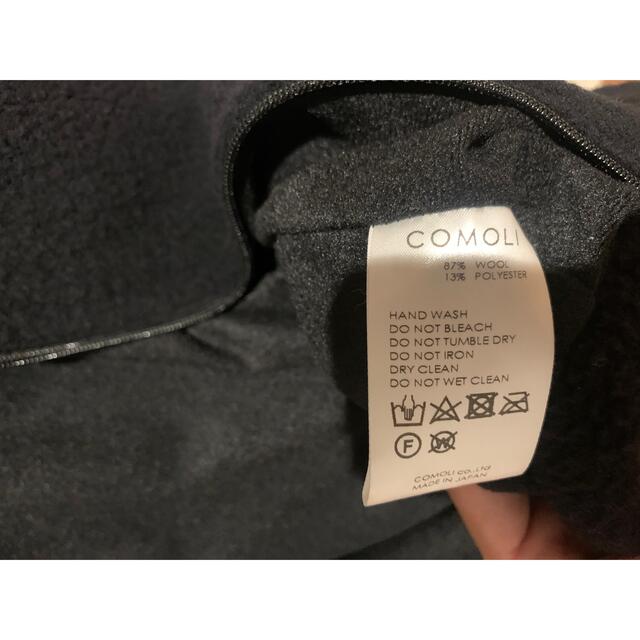 COMOLI
87% WOOL
13% POLYESTER
HAND WASH
DO NOT BLEACH
DO NOT TUMBLE DRY
DO NOT IRON
DRY CLEAN
DO NOT WET CLEAN
F W
COMOLI co.,Ltd
MADE IN JAPAN